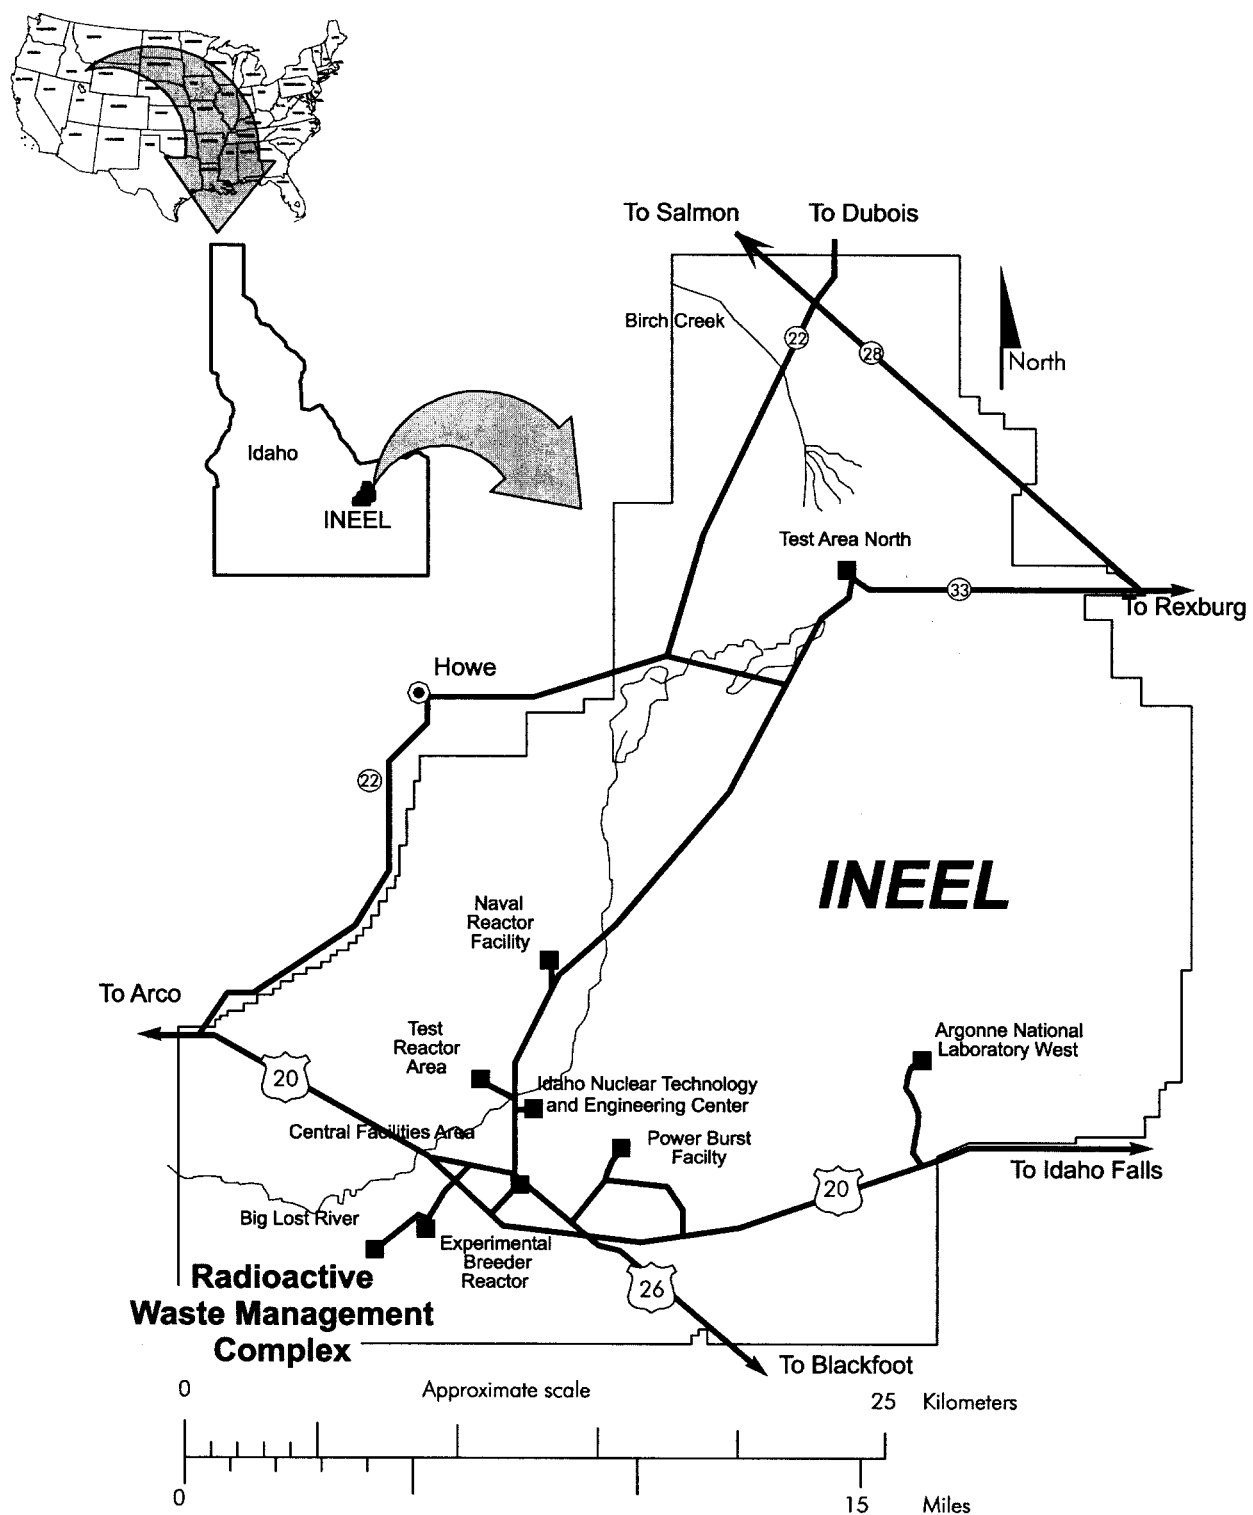 To Salmon
To Dubois
Birch Creek
22
28
North
Idaho
INEEL
Test Area North
33
To Rexburg
Howe
22
INEEL
Naval
Reactor
Facility
To Arco
Test
Reactor
Area
Argonne National
Laboratory West
20
Idaho Nuclear Technology
and Engineering Center
Central Facilities Area
Power Burst
Facilty
To Idaho Falls
20
Big Lost River
Experimental
Breeder
Reactor
Radioactive
Waste Management
Complex
26
To Blackfoot
0
Approximate scale
25 Kilometers
0
15 Miles